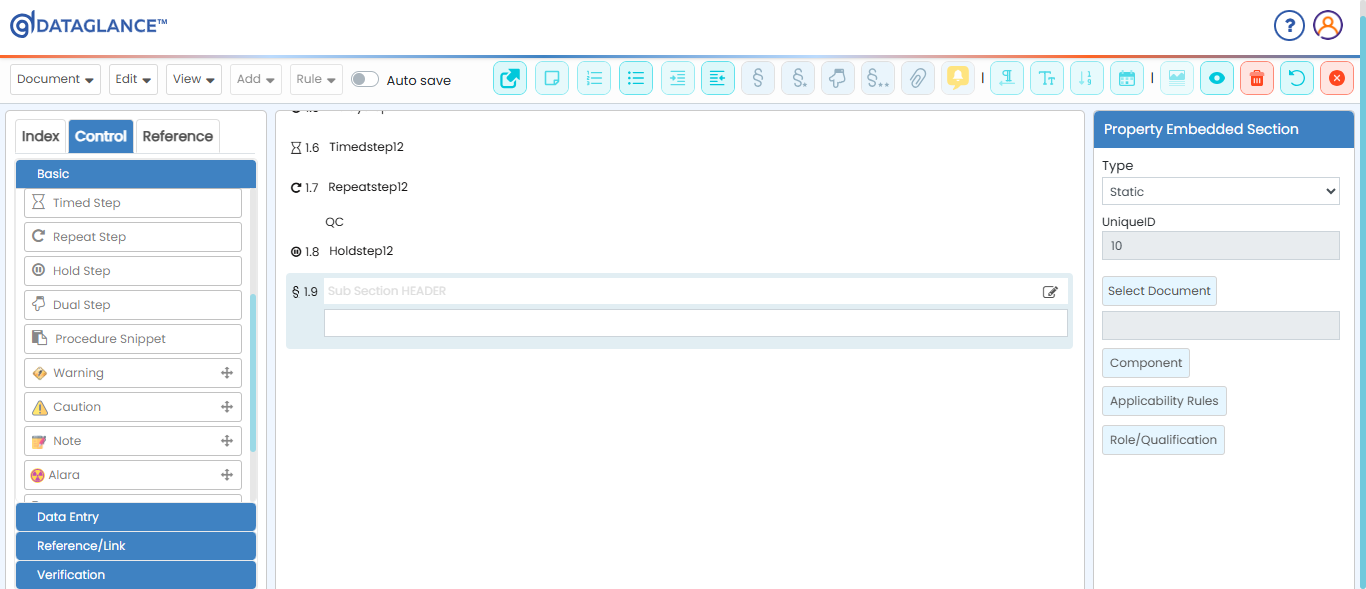 DATAGLANCE™
?
Document Edit View Add Rule Auto save
Index Control Reference
Basic
Timed Step
Repeat Step
Hold Step
Dual Step
Procedure Snippet
Warning
Caution
Note
Alara
Data Entry
Reference/Link
Verification
1.6 Timedstep12
1.7 Repeatstep12
QC
1.8 Holdstep12
§ 1.9 Sub Section HEADER
Property Embedded Section
Type
Static
UniqueID
10
Select Document
Component
Applicability Rules
Role/Qualification